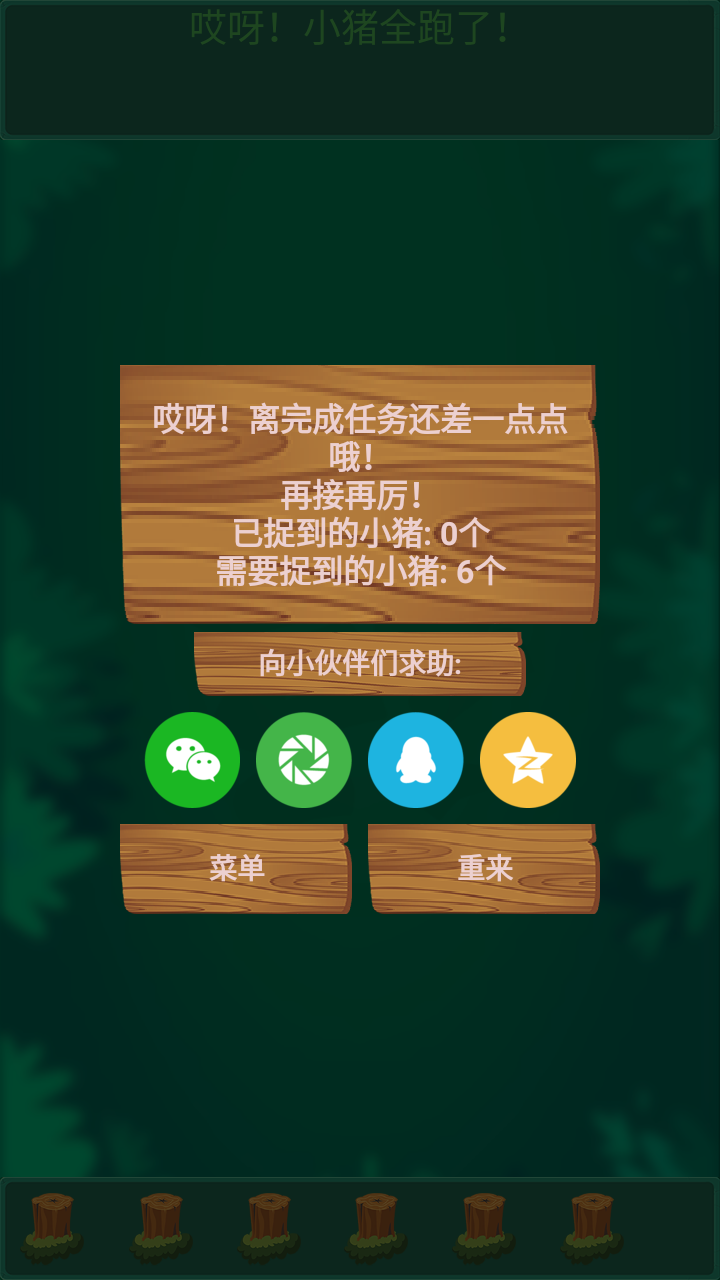 哎呀！小猪全跑了！
哎呀！离完成任务还差一点点
哦！
再接再厉！
已捉到的小猪: 0个
需要捉到的小猪: 6个
向小伙伴们求助:
菜单
重来